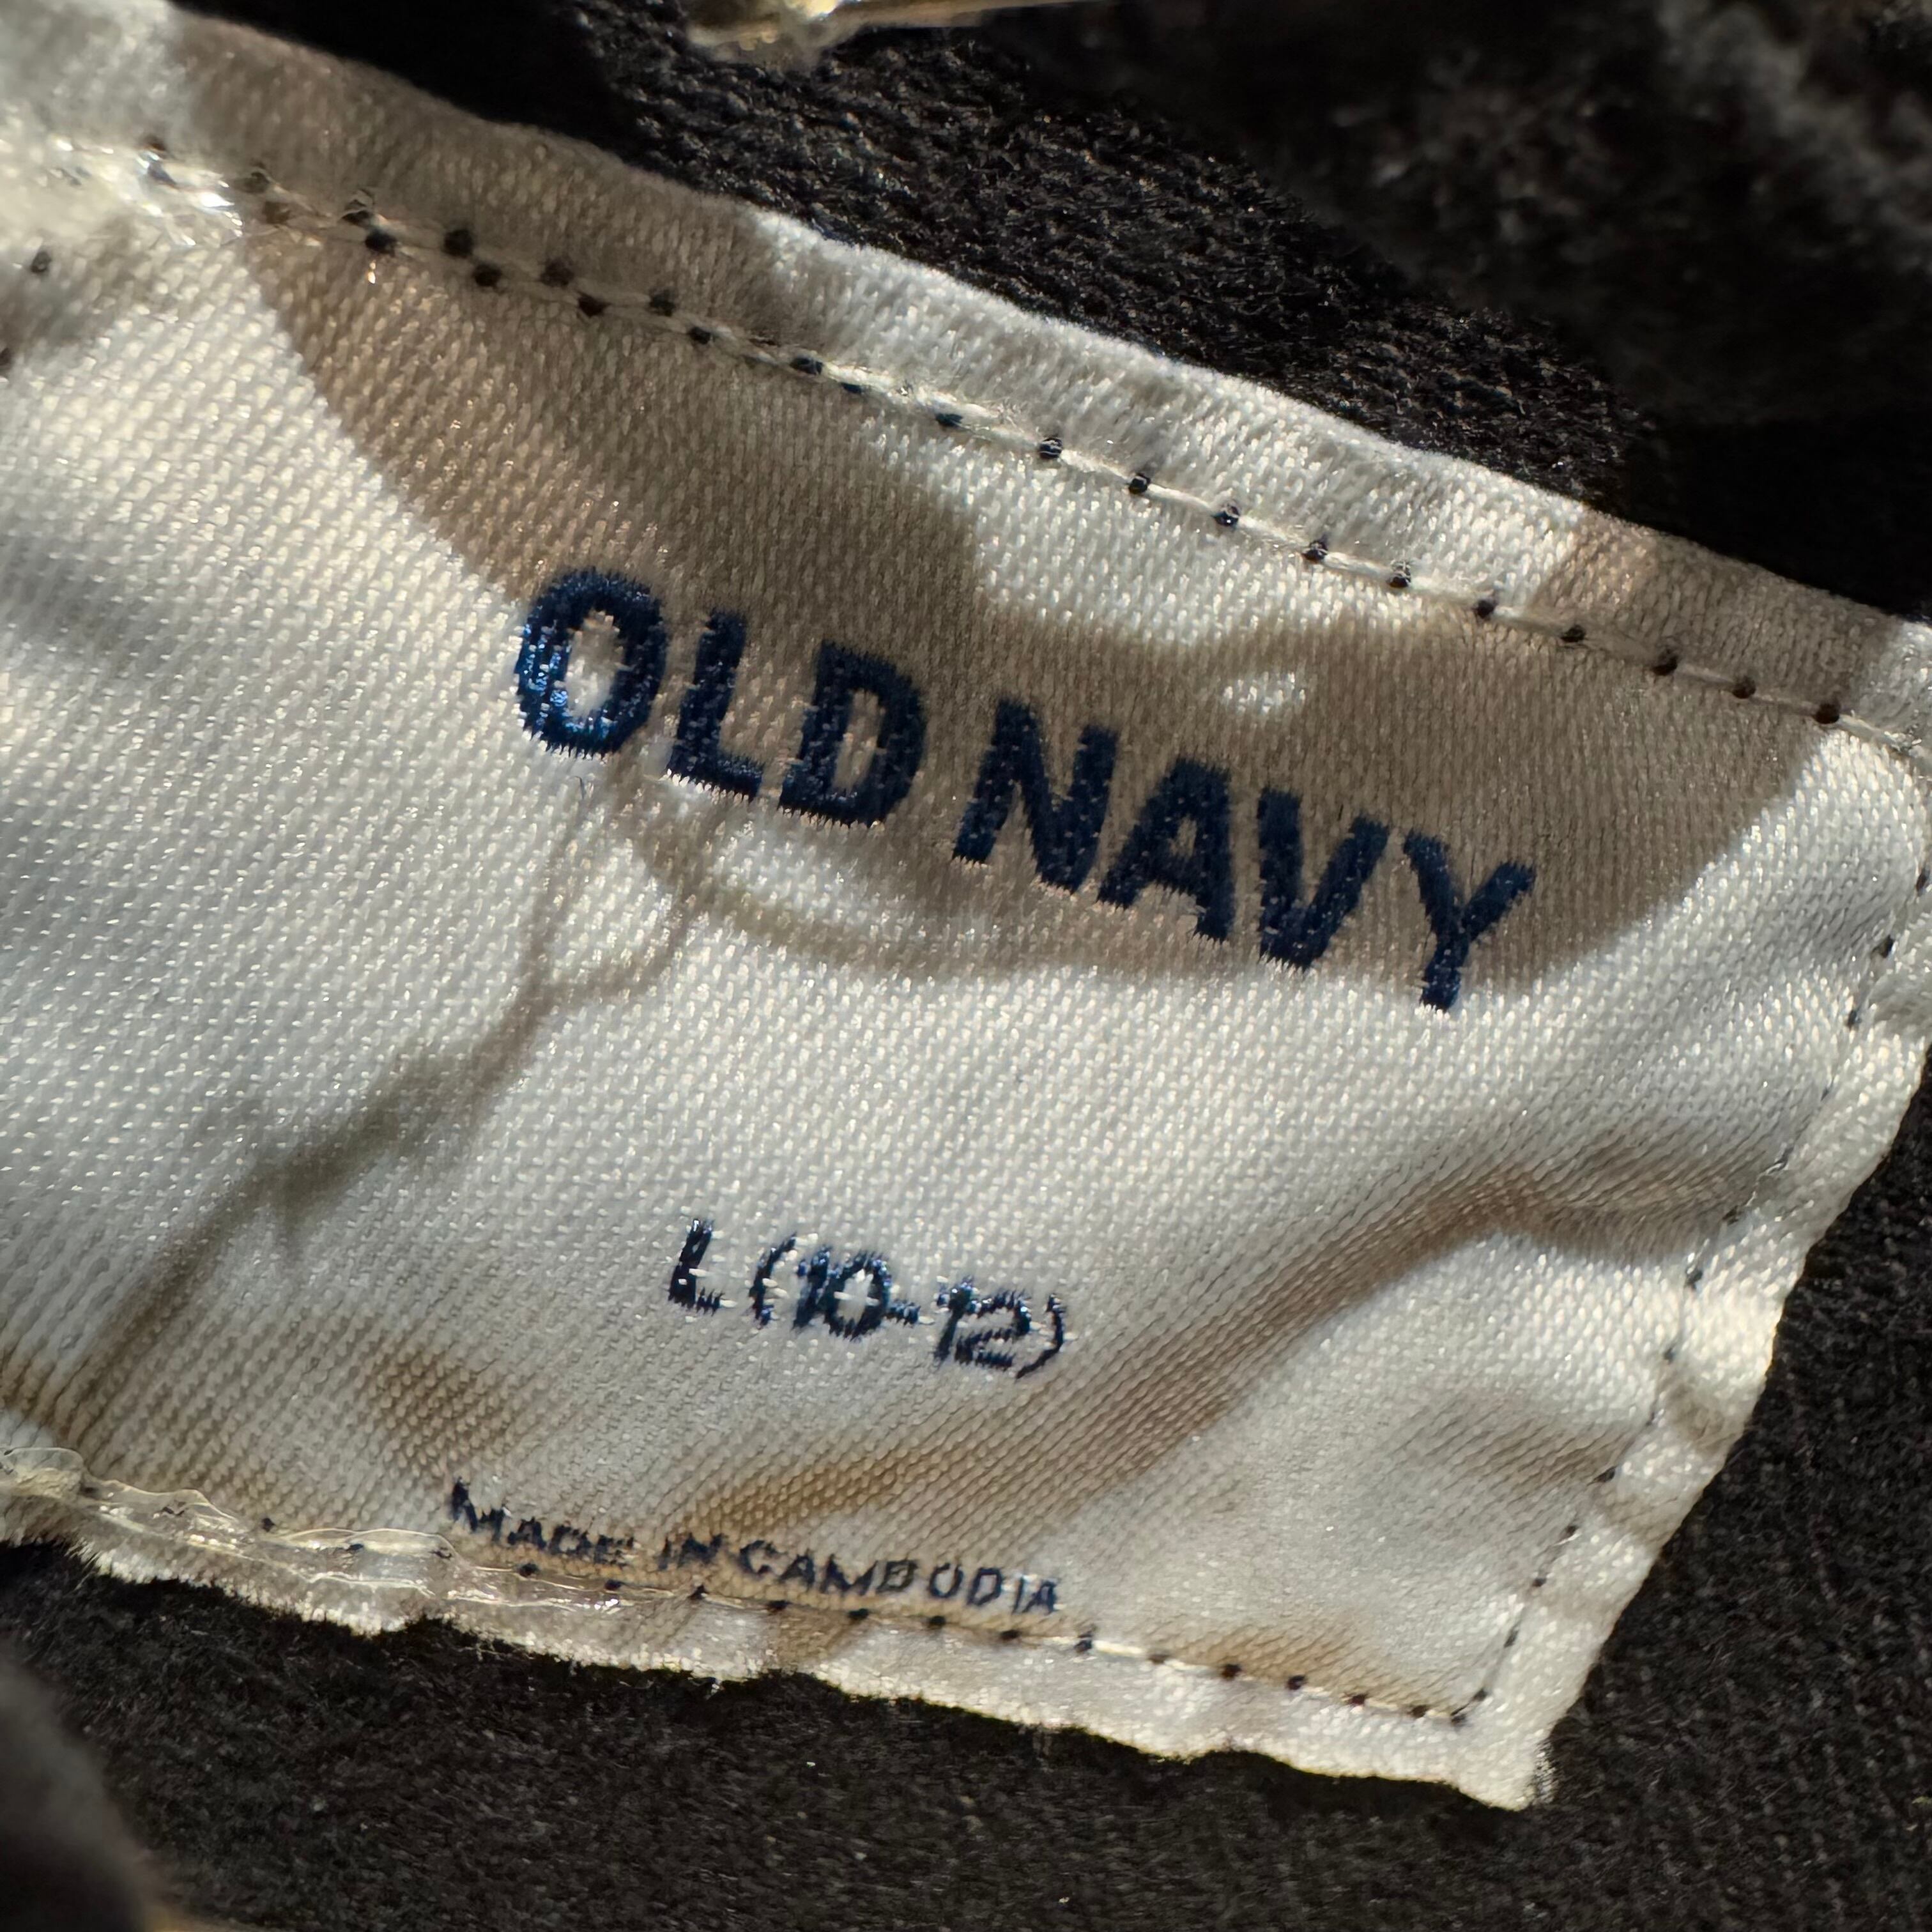 OLD NAVY
L (10-12)
MADE IN CAMBODIA